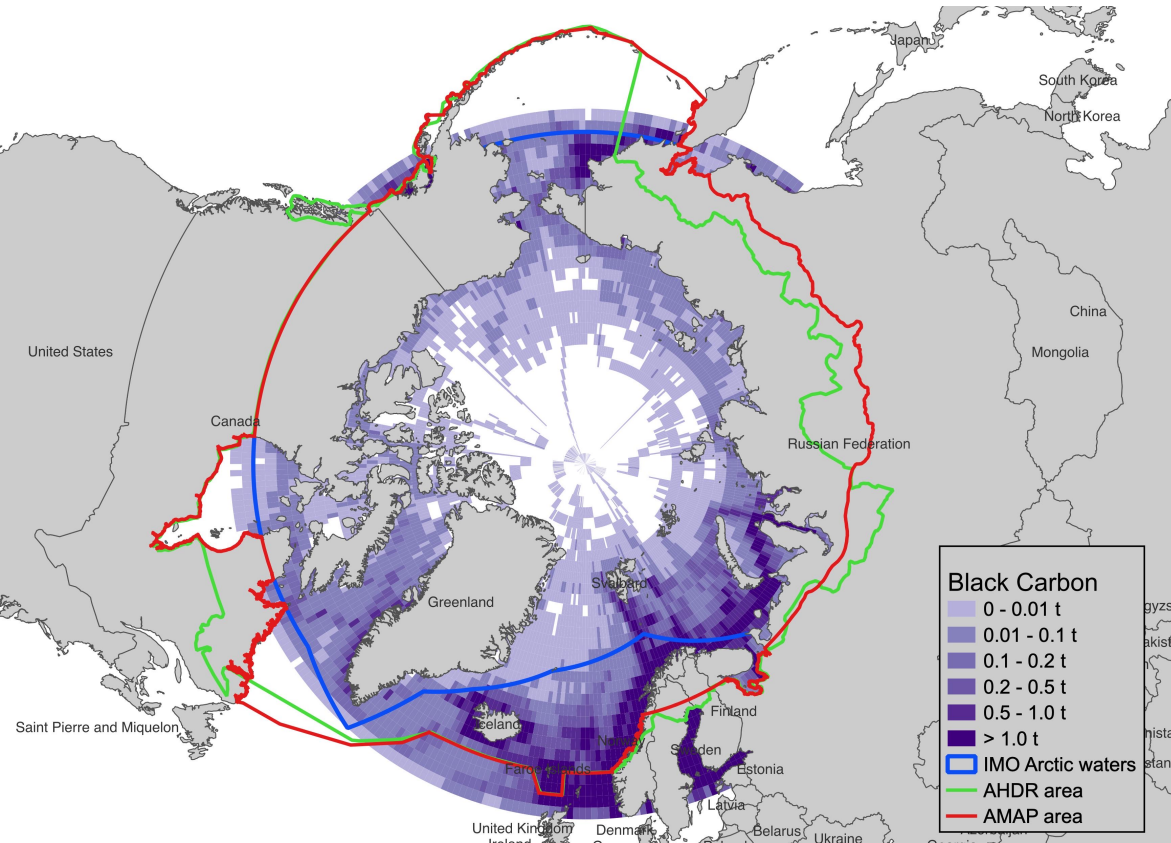 Japan
South Korea
North Korea
China
United States
Mongolia
Canada
Russian Federation
Svalbard
Greenland
Iceland
Finland
Saint Pierre and Miquelon
Norway
Sweden
Faroe Islands
Estonia
Latvia
United Kingdom
Denmark
Belarus
Ukraine
Ireland
Black Carbon
0 - 0.01 t
0.01 - 0.1 t
0.1 - 0.2 t
0.2 - 0.5 t
0.5 - 1.0 t
> 1.0 t
IMO Arctic waters
AHDR area
AMAP area